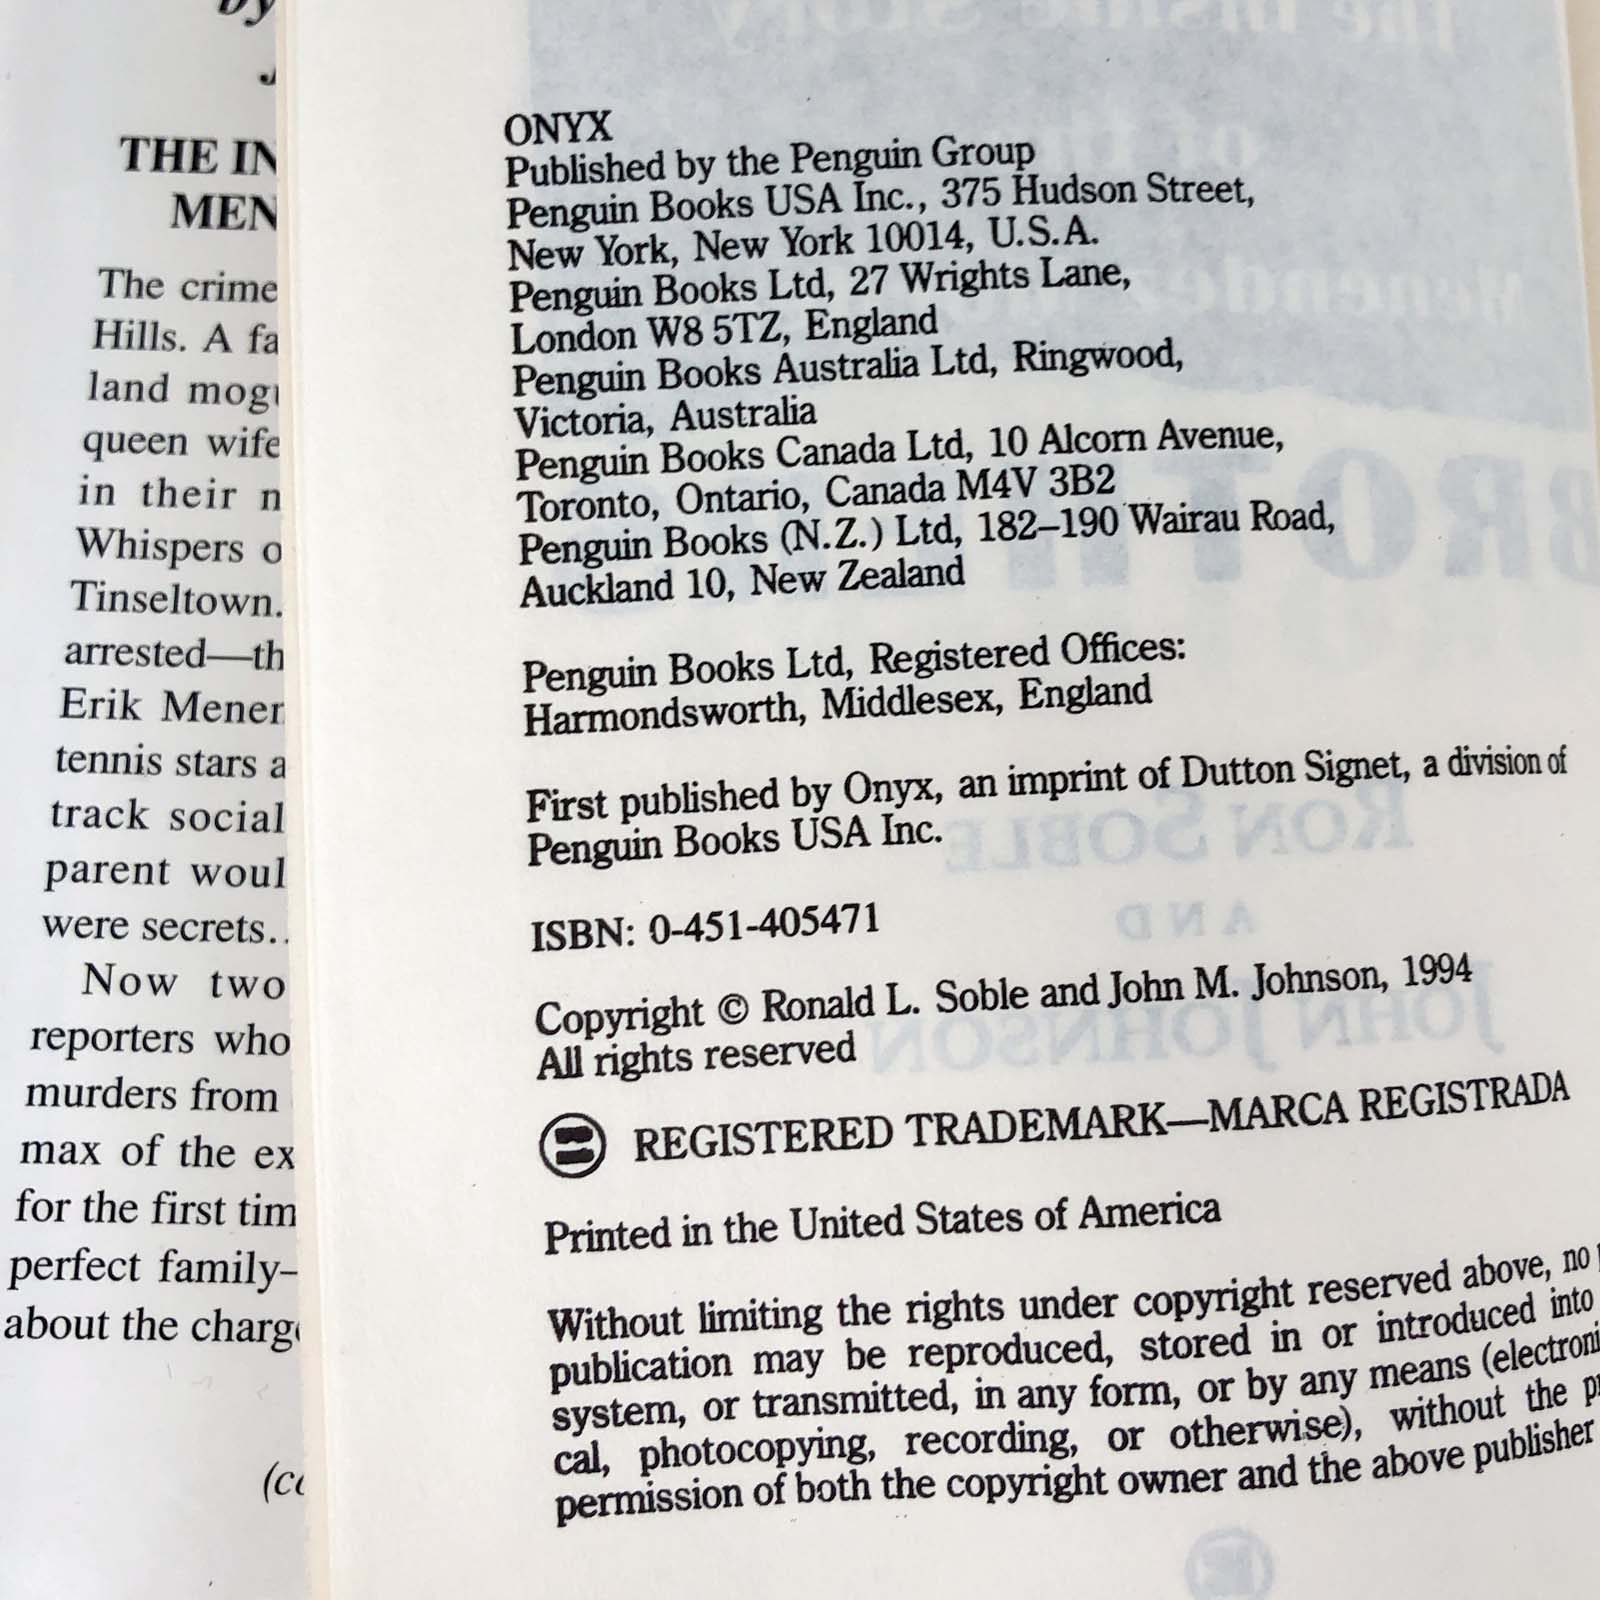 by
THE IN
MEN
The crime
Hills. A fa
land mogu
queen wife
in their n
Whispers o
Tinseltown.
arrested—th
Erik Menen
tennis stars a
track social
parent woul
were secrets..
Now two
reporters who
murders from
max of the ex
for the first tim
perfect family–
about the charge
(co
ONYX
Published by the Penguin Group
Penguin Books USA Inc., 375 Hudson Street,
New York, New York 10014, U.S.A.
Penguin Books Ltd, 27 Wrights Lane,
London W8 5TZ, England
Penguin Books Australia Ltd, Ringwood,
Victoria, Australia
Penguin Books Canada Ltd, 10 Alcorn Avenue,
Toronto, Ontario, Canada M4V 3B2
Penguin Books (N.Z.) Ltd, 182–190 Wairau Road,
Auckland 10, New Zealand
Penguin Books Ltd, Registered Offices:
Harmondsworth, Middlesex, England
First published by Onyx, an imprint of Dutton Signet, a division of
Penguin Books USA Inc.
ISBN: 0-451-405471
Copyright © Ronald L. Soble and John M. Johnson, 1994
All rights reserved
REGISTERED TRADEMARK—MARCA REGISTRADA
Printed in the United States of America
Without limiting the rights under copyright reserved above, no
publication may be reproduced, stored in or introduced into
system, or transmitted, in any form, or by any means (electroni
cal, photocopying, recording, or otherwise), without the p
permission of both the copyright owner and the above publisher